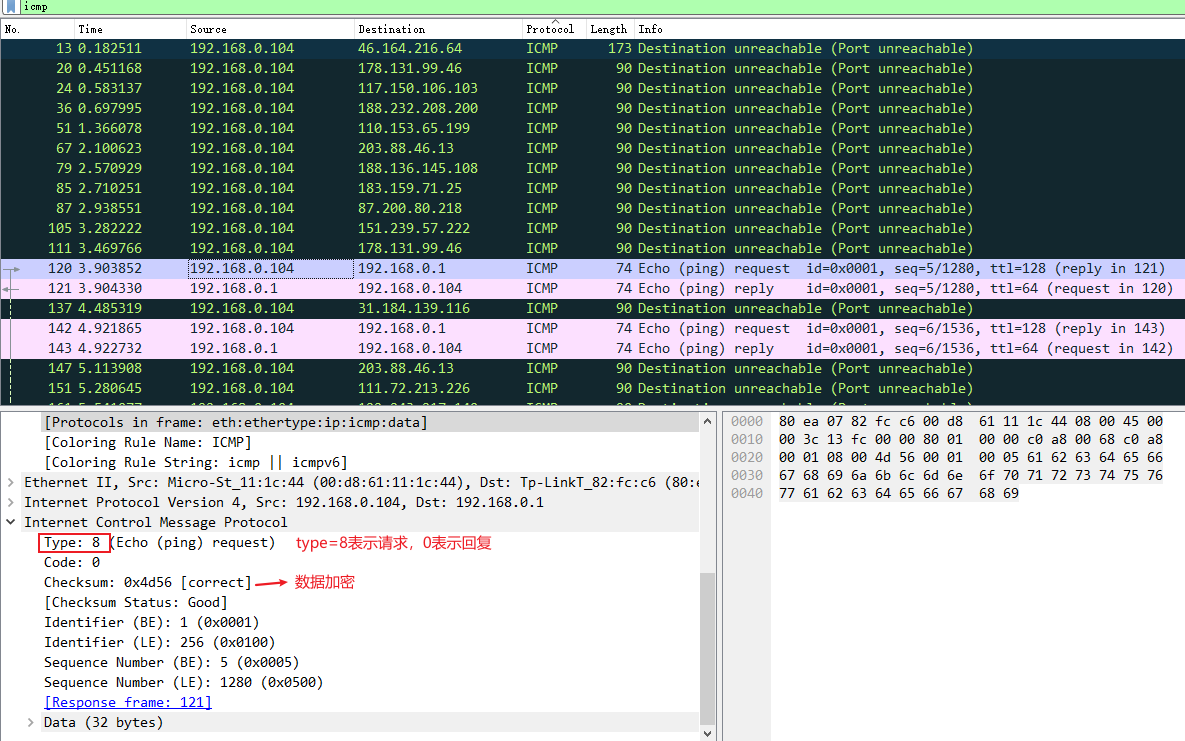 icmp
No. Time Source Destination Protocol Length Info
13 0.182511 192.168.0.104 46.164.216.64 ICMP 173 Destination unreachable (Port unreachable)
20 0.451168 192.168.0.104 178.131.99.46 ICMP 90 Destination unreachable (Port unreachable)
24 0.583137 192.168.0.104 117.150.106.103 ICMP 90 Destination unreachable (Port unreachable)
36 0.697995 192.168.0.104 188.232.208.200 ICMP 90 Destination unreachable (Port unreachable)
51 1.366078 192.168.0.104 110.153.65.199 ICMP 90 Destination unreachable (Port unreachable)
67 2.100623 192.168.0.104 203.88.46.13 ICMP 90 Destination unreachable (Port unreachable)
79 2.570929 192.168.0.104 188.136.145.108 ICMP 90 Destination unreachable (Port unreachable)
85 2.710251 192.168.0.104 183.159.71.25 ICMP 90 Destination unreachable (Port unreachable)
87 2.938551 192.168.0.104 87.200.80.218 ICMP 90 Destination unreachable (Port unreachable)
105 3.282222 192.168.0.104 151.239.57.222 ICMP 90 Destination unreachable (Port unreachable)
111 3.469766 192.168.0.104 178.131.99.46 ICMP 90 Destination unreachable (Port unreachable)
120 3.903852 192.168.0.104 192.168.0.1 ICMP 74 Echo (ping) request id=0x0001, seq=5/1280, ttl=128 (reply in 121)
121 3.904330 192.168.0.1 192.168.0.104 ICMP 74 Echo (ping) reply id=0x0001, seq=5/1280, ttl=64 (request in 120)
137 4.485319 192.168.0.104 31.184.139.116 ICMP 90 Destination unreachable (Port unreachable)
142 4.921865 192.168.0.104 192.168.0.1 ICMP 74 Echo (ping) request id=0x0001, seq=6/1536, ttl=128 (reply in 143)
143 4.922732 192.168.0.1 192.168.0.104 ICMP 74 Echo (ping) reply id=0x0001, seq=6/1536, ttl=64 (request in 142)
147 5.113908 192.168.0.104 203.88.46.13 ICMP 90 Destination unreachable (Port unreachable)
151 5.280645 192.168.0.104 111.72.213.226 ICMP 90 Destination unreachable (Port unreachable)
[Protocols in frame: eth:ethertype:ip:icmp:data]
[Coloring Rule Name: ICMP]
[Coloring Rule String: icmp || icmpv6]
Ethernet II, Src: Micro-St_11:1c:44 (00:d8:61:11:1c:44), Dst: Tp-LinkT_82:fc:c6 (80:e
Internet Protocol Version 4, Src: 192.168.0.104, Dst: 192.168.0.1
Internet Control Message Protocol
Type: 8 (Echo (ping) request) type=8表示请求，0表示回复
Code: 0
Checksum: 0x4d56 [correct] 数据加密
[Checksum Status: Good]
Identifier (BE): 1 (0x0001)
Identifier (LE): 256 (0x0100)
Sequence Number (BE): 5 (0x0005)
Sequence Number (LE): 1280 (0x0500)
[Response frame: 121]
Data (32 bytes)
0000 80 ea 07 82 fc c6 00 d8 61 11 1c 44 08 00 45 00
0010 00 3c 13 fc 00 00 80 01 00 00 c0 a8 00 68 c0 a8
0020 00 01 08 00 4d 56 00 01 00 05 61 62 63 64 65 66
0030 67 68 69 6a 6b 6c 6d 6e 6f 70 71 72 73 74 75 76
0040 77 61 62 63 64 65 66 67 68 69